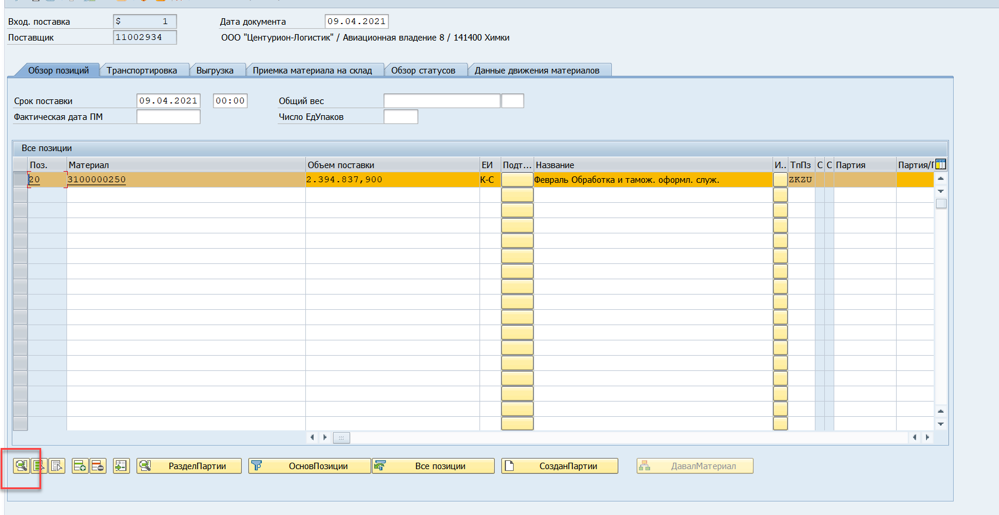 Вход. поставка $ 1 Дата документа 09.04.2021
Поставщик 11002934 ООО "Центурион-Логистик" / Авиационная владение 8 / 141400 Химки
Обзор позиций Транспортировка Выгрузка Приемка материала на склад Обзор статусов Данные движения материалов
Срок поставки 09.04.2021 00:00 Общий вес
Фактическая дата ПМ Число ЕдУпаков
Все позиции
Поз. Материал Объем поставки ЕИ Подт... Название И.. ТпПз С С Партия Партия/Г
20 3100000250 2.394.837,900 К-С Февраль Обработка и тамож. оформл. служ. ZKZU
РазделПартии ОсновПозиции Все позиции СозданПартии ДавалМатериал